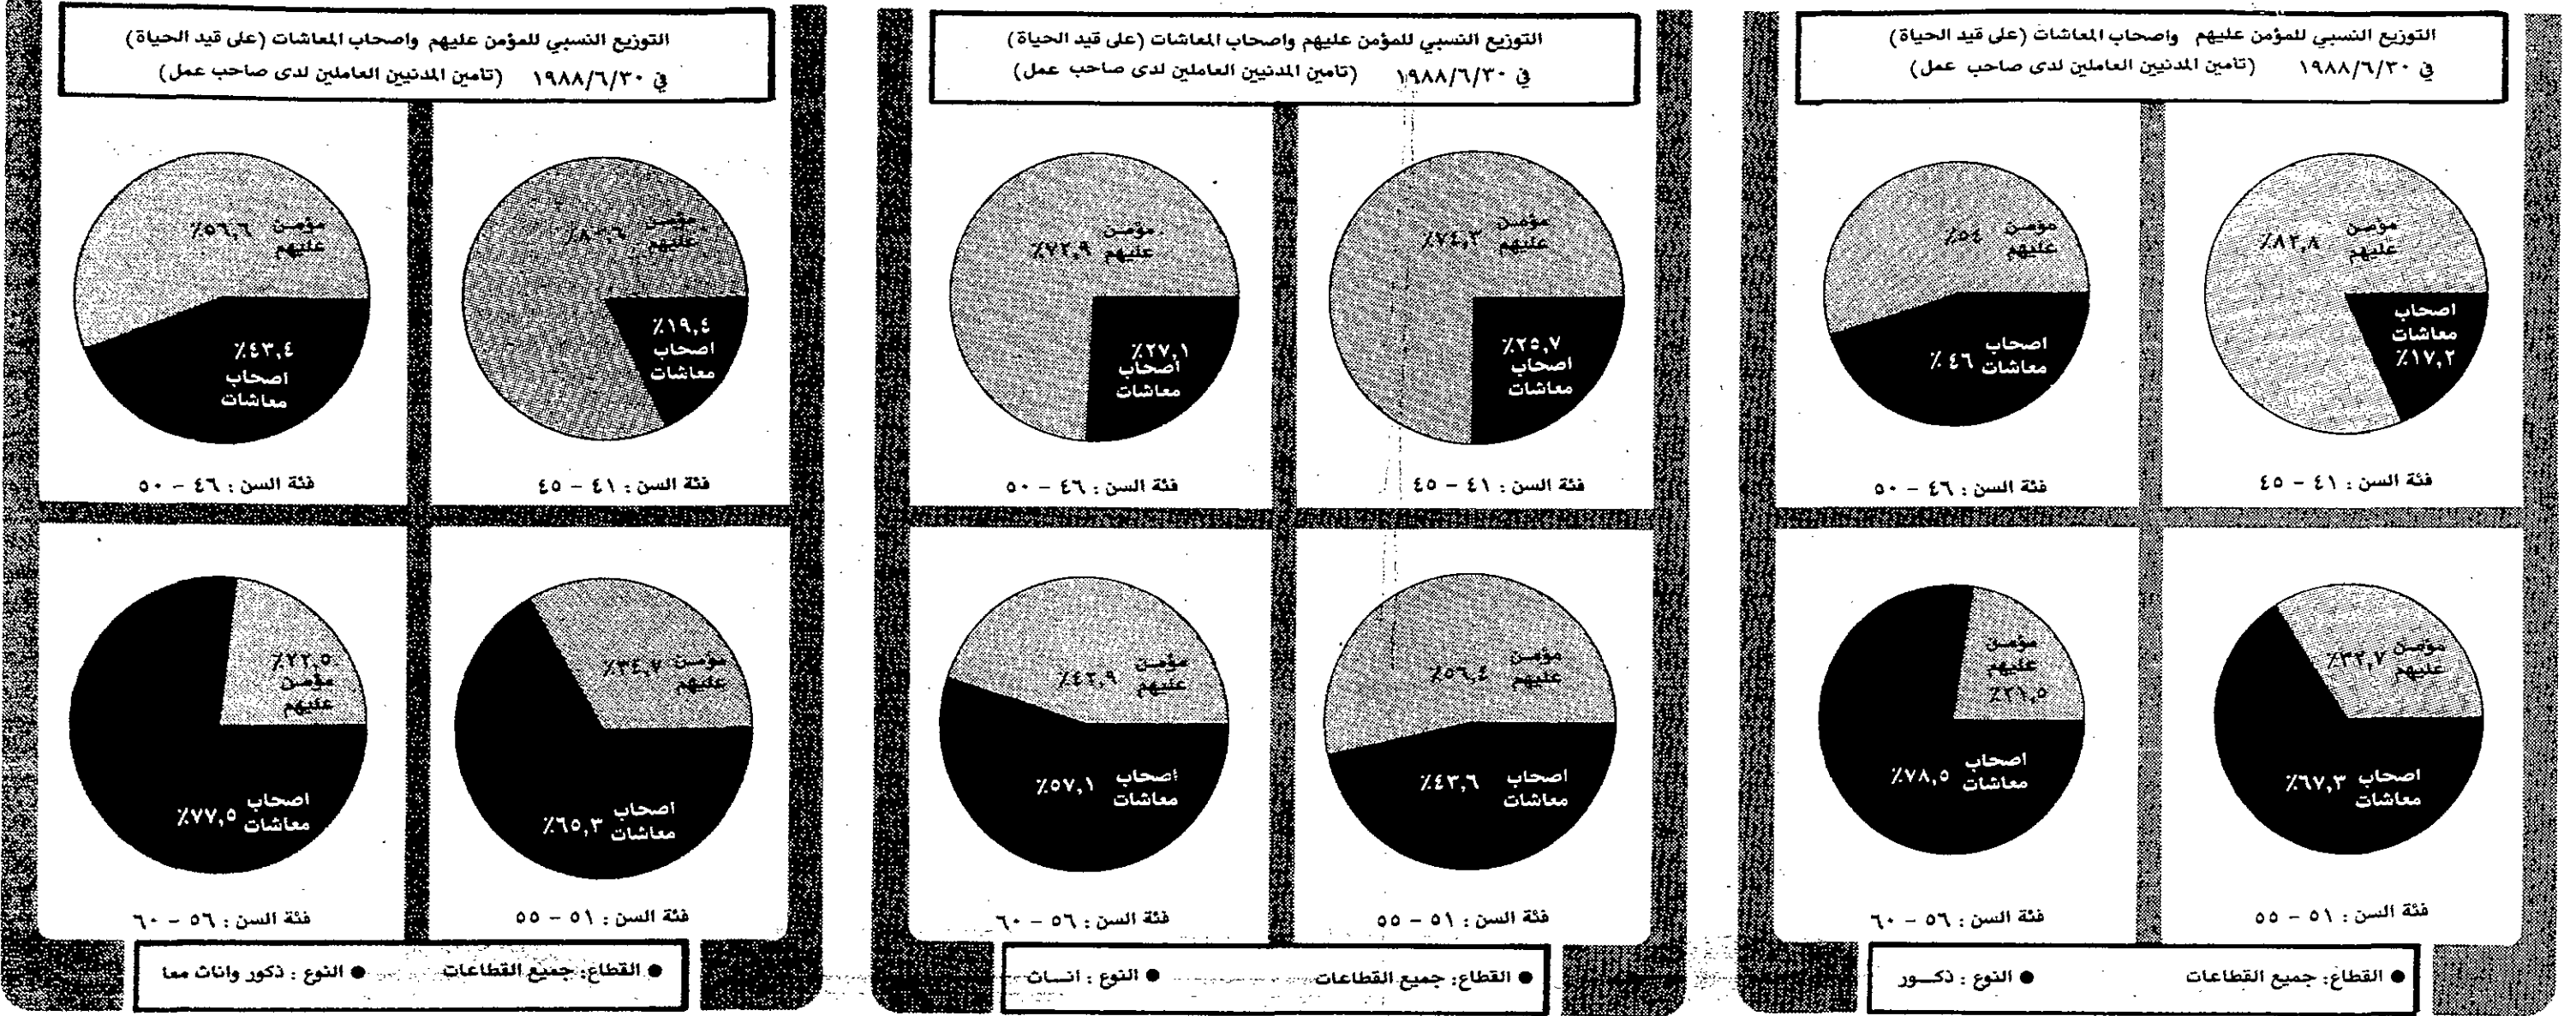 التوزيع النسبي للمؤمن عليهم واصحاب المعاشات (على قيد الحياة)
في ١٩٨٨/٦/٣٠ (تأمين المدنيين العاملين لدى صاحب عمل)
مؤمن
عليهم ٨٢,٨٪
اصحاب
معاشات
١٧,٢٪
فئة السن : ٤١ - ٤٥
مؤمن
عليهم ٥٤٪
اصحاب
معاشات ٤٦٪
فئة السن : ٤٦ - ٥٠
مؤمن
عليهم ٣٢,٧٪
اصحاب
معاشات ٦٧,٣٪
فئة السن : ٥١ - ٥٥
مؤمن
عليهم
٢١,٥٪
اصحاب
معاشات ٧٨,٥٪
فئة السن : ٥٦ - ٦٠
● القطاع: جميع القطاعات ● النوع : ذكــور
التوزيع النسبي للمؤمن عليهم واصحاب المعاشات (على قيد الحياة)
في ١٩٨٨/٦/٣٠ (تأمين المدنيين العاملين لدى صاحب عمل)
مؤمن
عليهم ٧٤,٣٪
٢٥,٧٪
اصحاب
معاشات
فئة السن : ٤١ - ٤٥
مؤمن
عليهم ٧٢,٩٪
٢٧,١٪
اصحاب
معاشات
فئة السن : ٤٦ - ٥٠
مؤمن
عليهم ٥٦,٤٪
اصحاب
معاشات ٤٣,٦٪
فئة السن : ٥١ - ٥٥
مؤمن
عليهم ٤٢,٩٪
اصحاب
معاشات ٥٧,١٪
فئة السن : ٥٦ - ٦٠
● القطاع: جميع القطاعات ● النوع : انــاث
التوزيع النسبي للمؤمن عليهم واصحاب المعاشات (على قيد الحياة)
في ١٩٨٨/٦/٣٠ (تأمين المدنيين العاملين لدى صاحب عمل)
مؤمن
عليهم ٨٠,٦٪
١٩,٤٪
اصحاب
معاشات
فئة السن : ٤١ - ٤٥
مؤمن
عليهم ٥٦,٦٪
٤٣,٤٪
اصحاب
معاشات
فئة السن : ٤٦ - ٥٠
مؤمن
عليهم ٣٤,٧٪
اصحاب
معاشات ٦٥,٣٪
فئة السن : ٥١ - ٥٥
٢٢,٥٪
مؤمن
عليهم
اصحاب
معاشات ٧٧,٥٪
فئة السن : ٥٦ - ٦٠
● القطاع: جميع القطاعات ● النوع : ذكور واناث معا